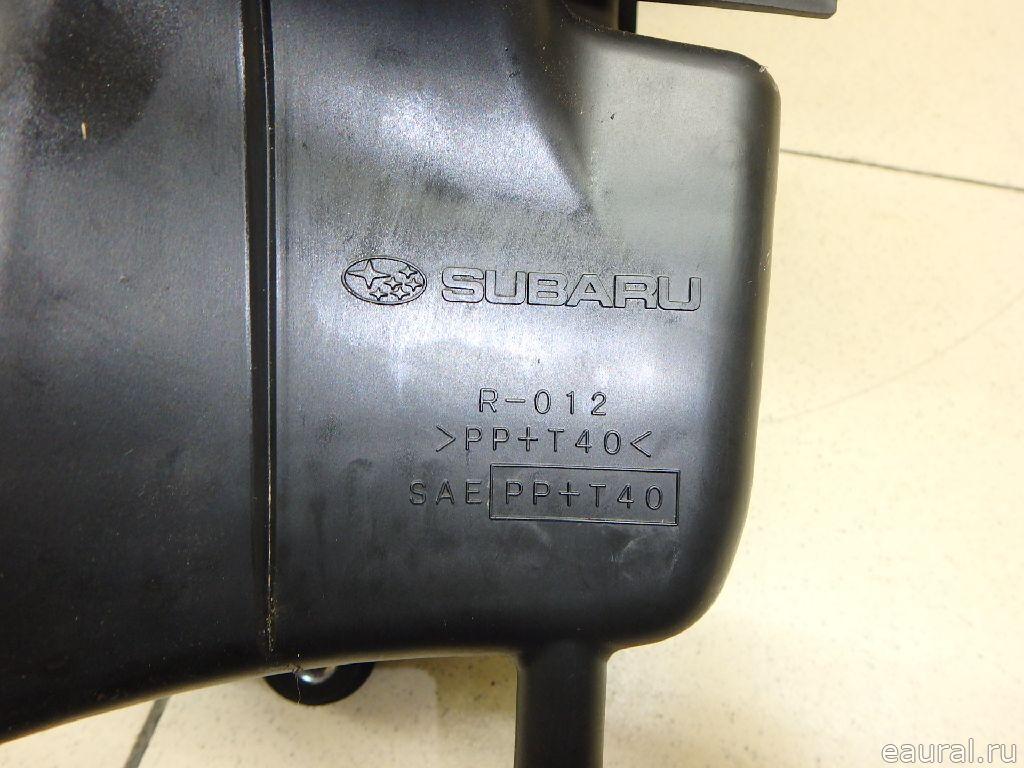 SUBARU
R-012
>PP+T40<
SAE PP+T40
eaural.ru